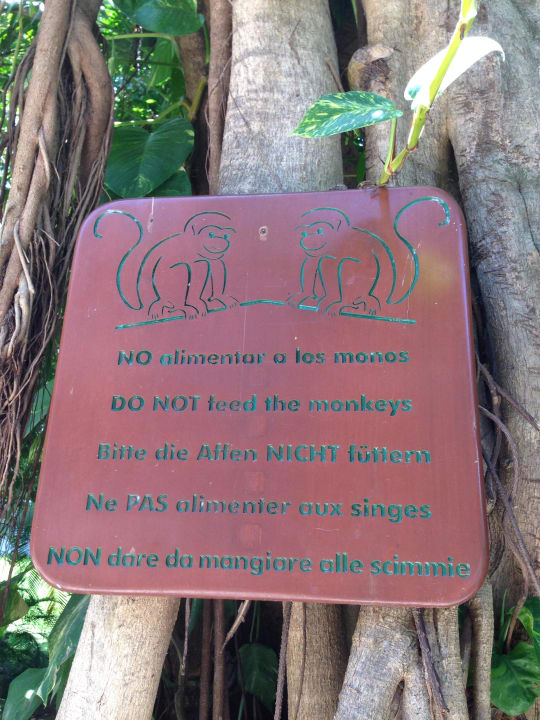 NO alimentar a los monos
DO NOT feed the monkeys
Bitte die Affen NICHT füttern
Ne PAS alimenter aux singes
NON dare da mangiare alle scimmie